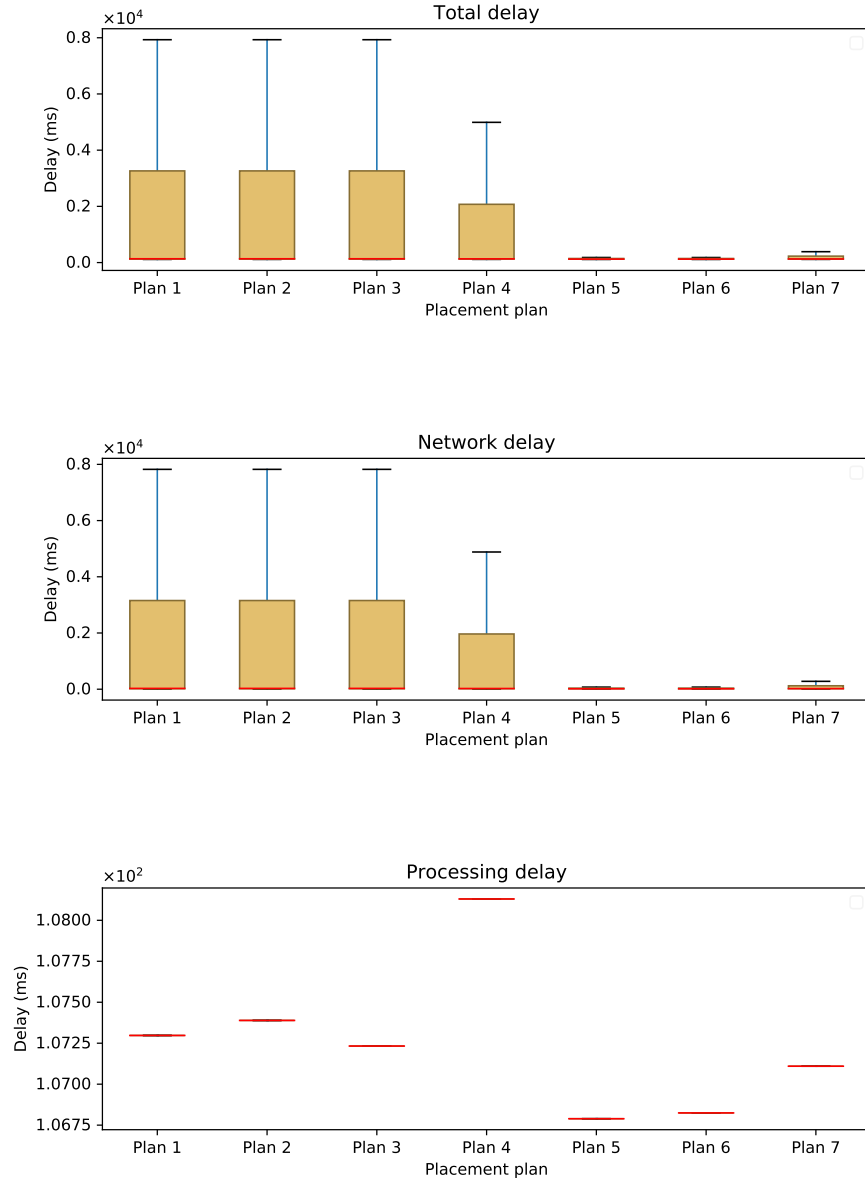 Total delay
×10⁴
0.8
0.6
0.4
0.2
0.0
Delay (ms)
Plan 1 Plan 2 Plan 3 Plan 4 Plan 5 Plan 6 Plan 7
Placement plan
Network delay
×10⁴
0.8
0.6
0.4
0.2
0.0
Delay (ms)
Plan 1 Plan 2 Plan 3 Plan 4 Plan 5 Plan 6 Plan 7
Placement plan
Processing delay
×10²
1.0800
1.0775
1.0750
1.0725
1.0700
1.0675
Delay (ms)
Plan 1 Plan 2 Plan 3 Plan 4 Plan 5 Plan 6 Plan 7
Placement plan